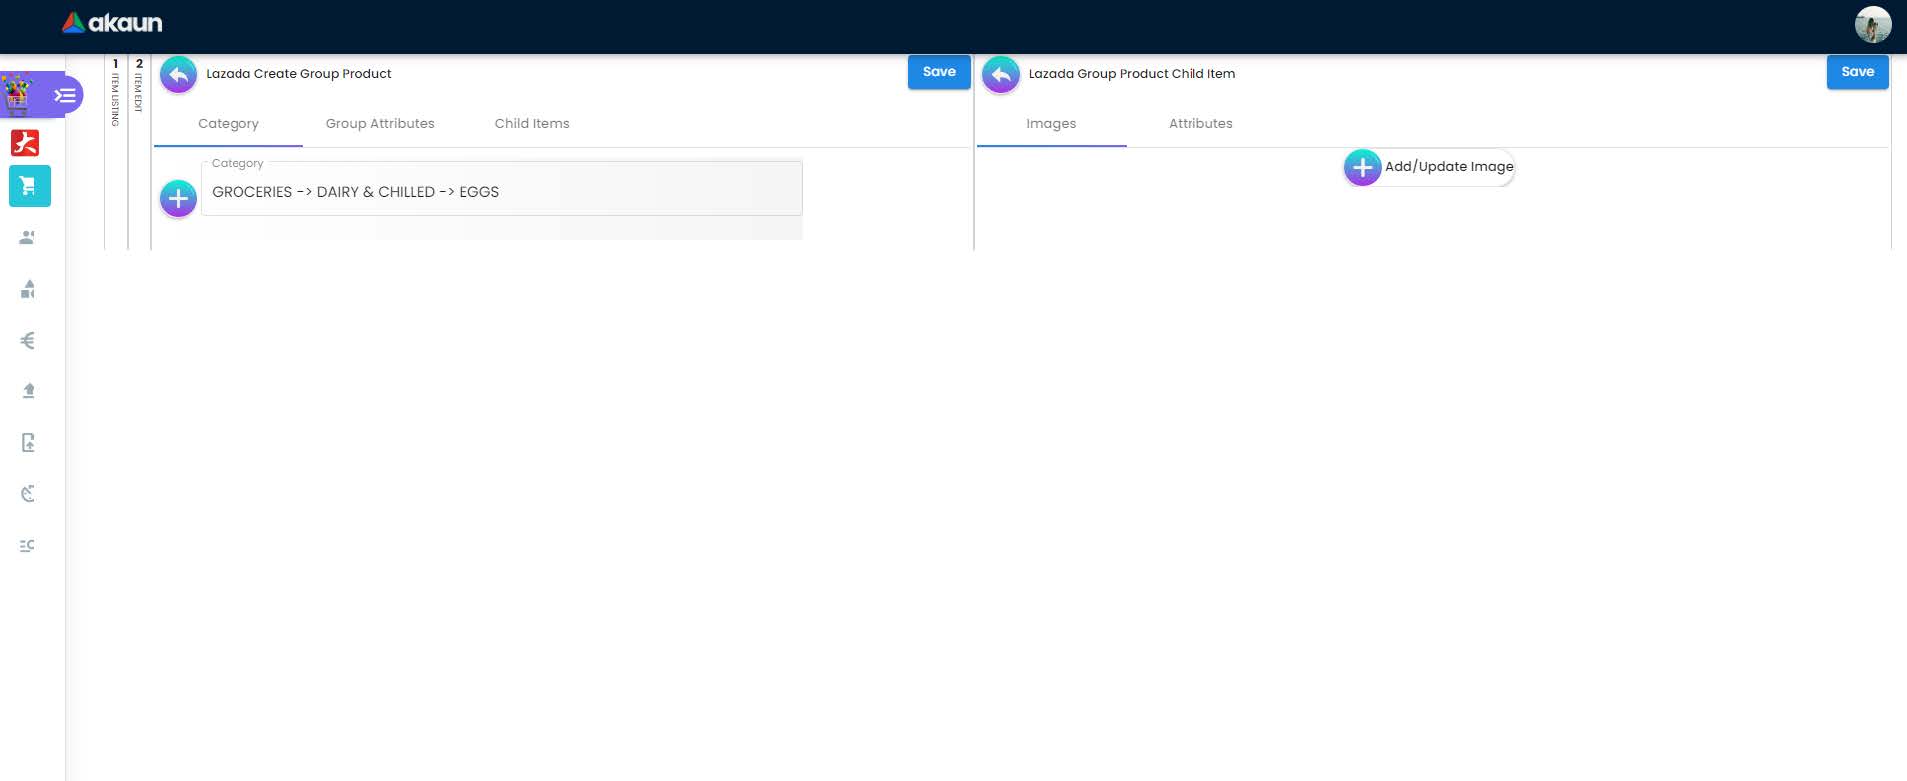 akaun
1
ITEM LISTING
2
ITEM EDIT
Lazada Create Group Product
Save
Category
Group Attributes
Child Items
Category
GROCERIES -> DAIRY & CHILLED -> EGGS
Lazada Group Product Child Item
Save
Images
Attributes
Add/Update Image